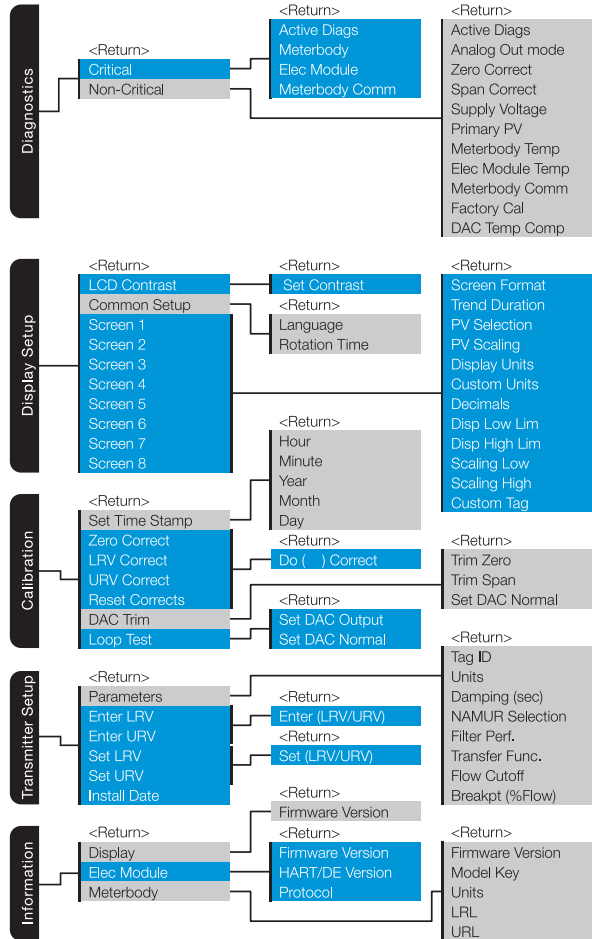 Diagnostics
<Return>
Critical
Non-Critical
<Return>
Active Diags
Meterbody
Elec Module
Meterbody Comm
<Return>
Active Diags
Analog Out mode
Zero Correct
Span Correct
Supply Voltage
Primary PV
Meterbody Temp
Elec Module Temp
Meterbody Comm
Factory Cal
DAC Temp Comp
Display Setup
<Return>
LCD Contrast
Common Setup
Screen 1
Screen 2
Screen 3
Screen 4
Screen 5
Screen 6
Screen 7
Screen 8
<Return>
Set Contrast
<Return>
Language
Rotation Time
<Return>
Screen Format
Trend Duration
PV Selection
PV Scaling
Display Units
Custom Units
Decimals
Disp Low Lim
Disp High Lim
Scaling Low
Scaling High
Custom Tag
Calibration
<Return>
Set Time Stamp
Zero Correct
LRV Correct
URV Correct
Reset Corrects
DAC Trim
Loop Test
<Return>
Hour
Minute
Year
Month
Day
<Return>
Do ( ) Correct
<Return>
Set DAC Output
Set DAC Normal
<Return>
Trim Zero
Trim Span
Set DAC Normal
Transmitter Setup
<Return>
Parameters
Enter LRV
Enter URV
Set LRV
Set URV
Install Date
<Return>
Enter (LRV/URV)
<Return>
Set (LRV/URV)
<Return>
Tag ID
Units
Damping (sec)
NAMUR Selection
Filter Perf.
Transfer Func.
Flow Cutoff
Breakpt (%Flow)
Information
<Return>
Display
Elec Module
Meterbody
<Return>
Firmware Version
<Return>
Firmware Version
HART/DE Version
Protocol
<Return>
Firmware Version
Model Key
Units
LRL
URL